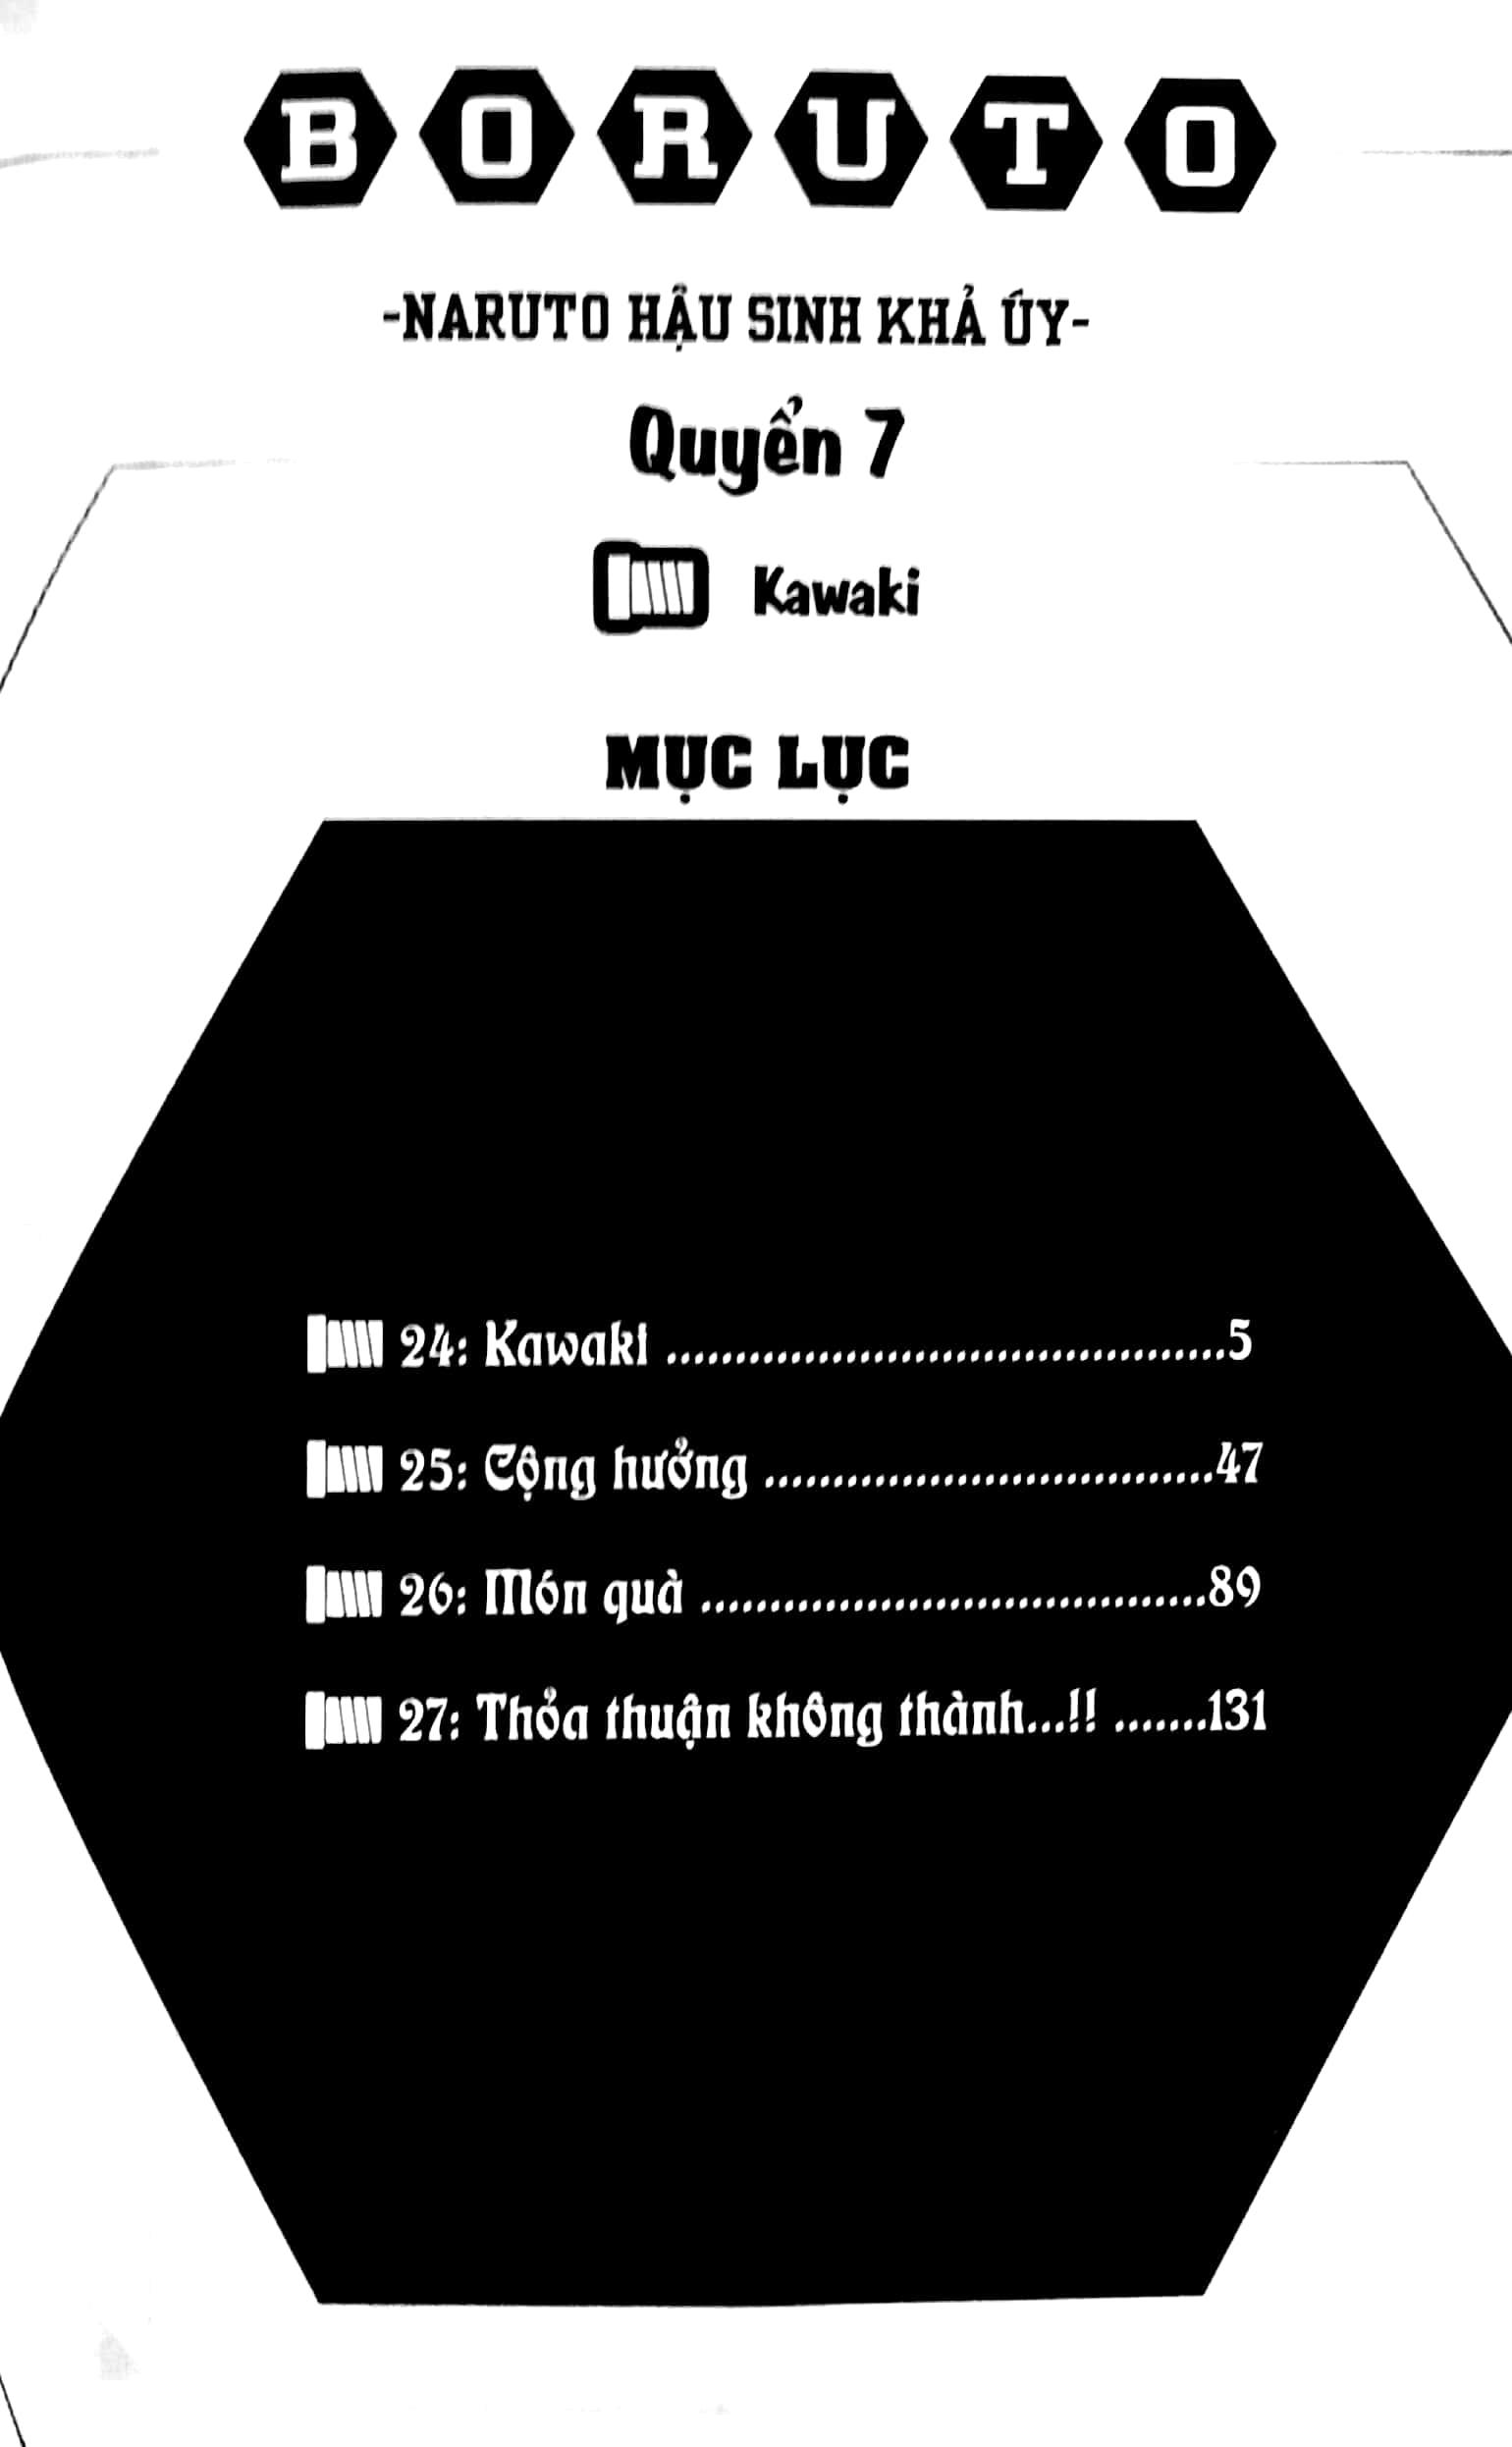 BORUTO
-NARUTO HẬU SINH KHẢ ÚY-
Quyển 7
Kawaki
MỤC LỤC
24: Kawaki ........................................5
25: Cộng hưởng ................................47
26: Món quà ....................................89
27: Thỏa thuận không thành...!! .......131